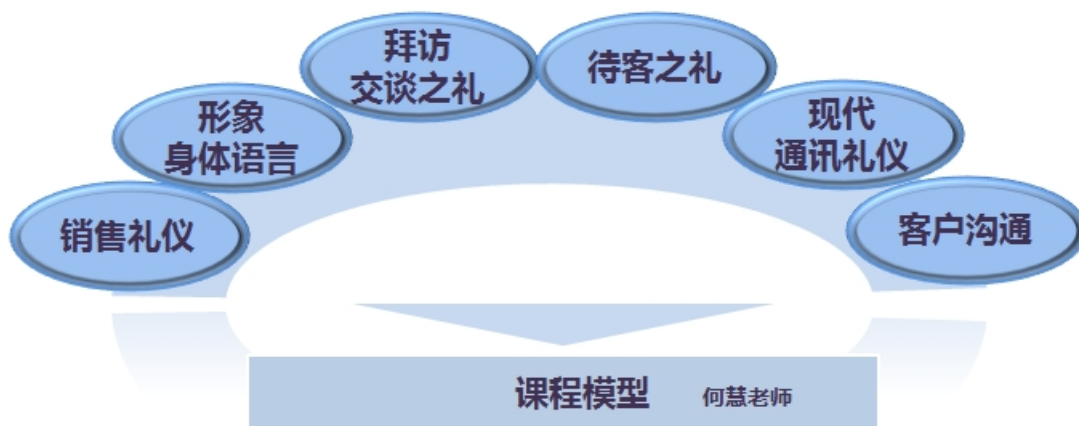 销售礼仪
形象
身体语言
拜访
交谈之礼
待客之礼
现代
通讯礼仪
客户沟通
课程模型 何慧老师